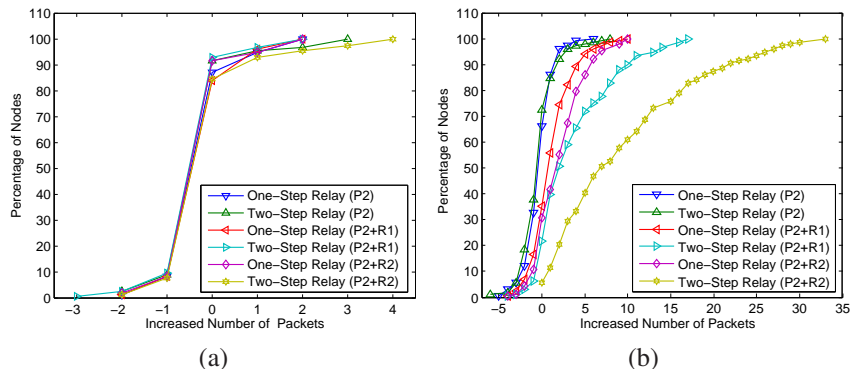 100
90
80
70
60
50
40
30
20
10
0
Percentage of Nodes
−3 −2 −1 0 1 2 3 4
Increased Number of Packets
One−Step Relay (P2)
Two−Step Relay (P2)
One−Step Relay (P2+R1)
Two−Step Relay (P2+R1)
One−Step Relay (P2+R2)
Two−Step Relay (P2+R2)
(a)
100
90
80
70
60
50
40
30
20
10
0
Percentage of Nodes
−5 0 5 10 15 20 25 30 35
Increased Number of Packets
One−Step Relay (P2)
Two−Step Relay (P2)
One−Step Relay (P2+R1)
Two−Step Relay (P2+R1)
One−Step Relay (P2+R2)
Two−Step Relay (P2+R2)
(b)